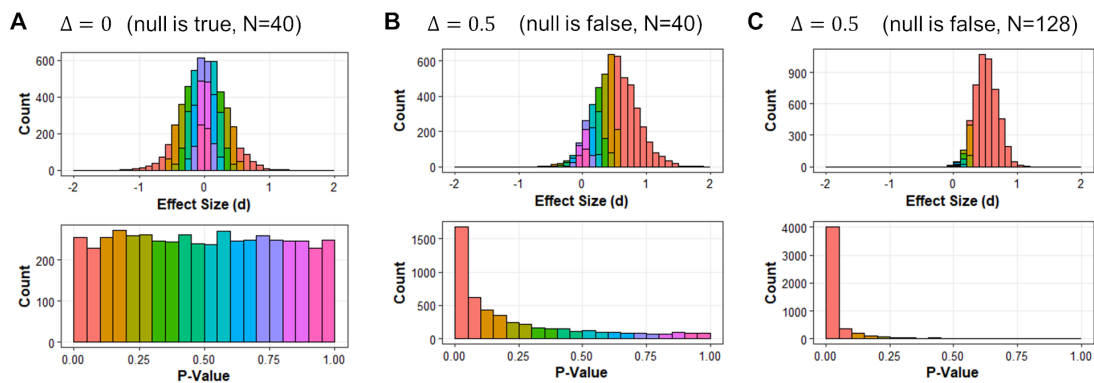 A Δ = 0 (null is true, N=40)
600
400
200
0
Count
-2 -1 0 1 2
Effect Size (d)
200
100
0
Count
0.00 0.25 0.50 0.75 1.00
P-Value
B Δ = 0.5 (null is false, N=40)
600
400
200
0
Count
-2 -1 0 1 2
Effect Size (d)
1500
1000
500
0
Count
0.00 0.25 0.50 0.75 1.00
P-Value
C Δ = 0.5 (null is false, N=128)
900
600
300
0
Count
-2 -1 0 1 2
Effect Size (d)
4000
3000
2000
1000
0
Count
0.00 0.25 0.50 0.75 1.00
P-Value